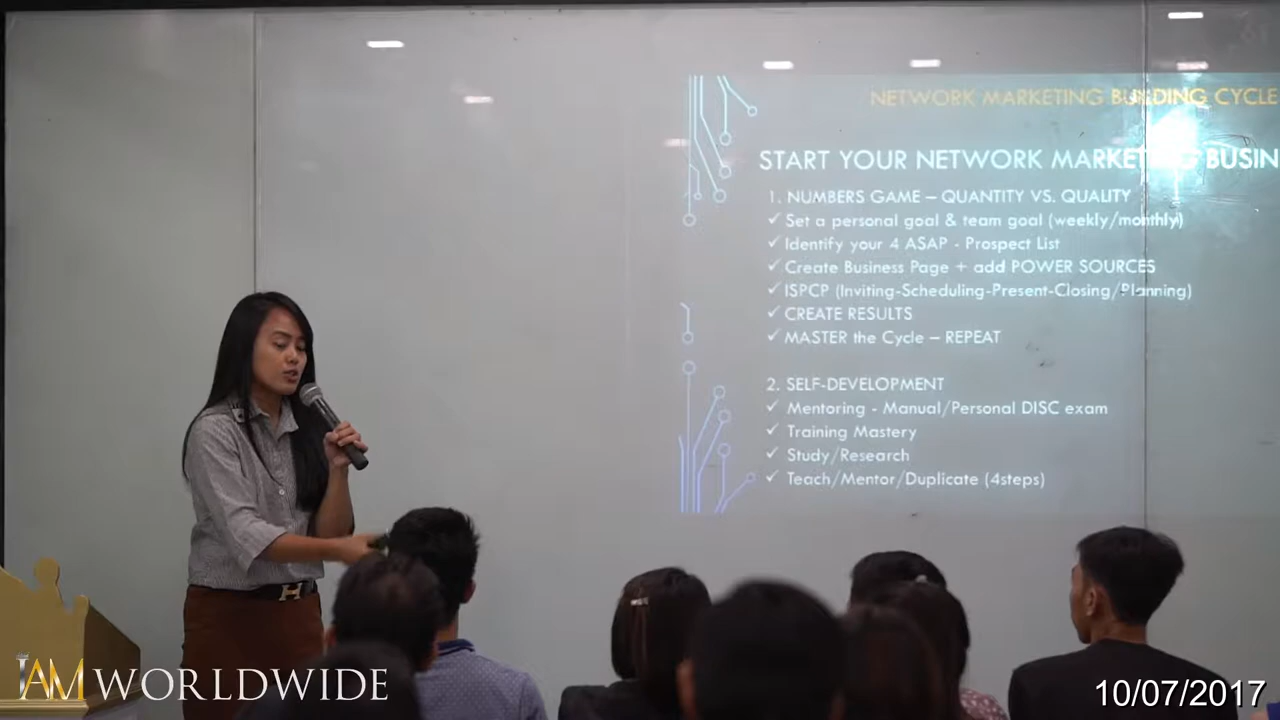 NETWORK MARKETING BUILDING CYCLE
START YOUR NETWORK MARKETING BUSIN
1. NUMBERS GAME – QUANTITY VS. QUALITY
✓ Set a personal goal & team goal (weekly/monthly)
✓ Identify your 4 ASAP - Prospect List
✓ Create Business Page + add POWER SOURCES
✓ ISPCP (Inviting-Scheduling-Present-Closing/Planning)
✓ CREATE RESULTS
✓ MASTER the Cycle – REPEAT
2. SELF-DEVELOPMENT
✓ Mentoring - Manual/Personal DISC exam
✓ Training Mastery
✓ Study/Research
✓ Teach/Mentor/Duplicate (4steps)
IAM WORLDWIDE
10/07/2017